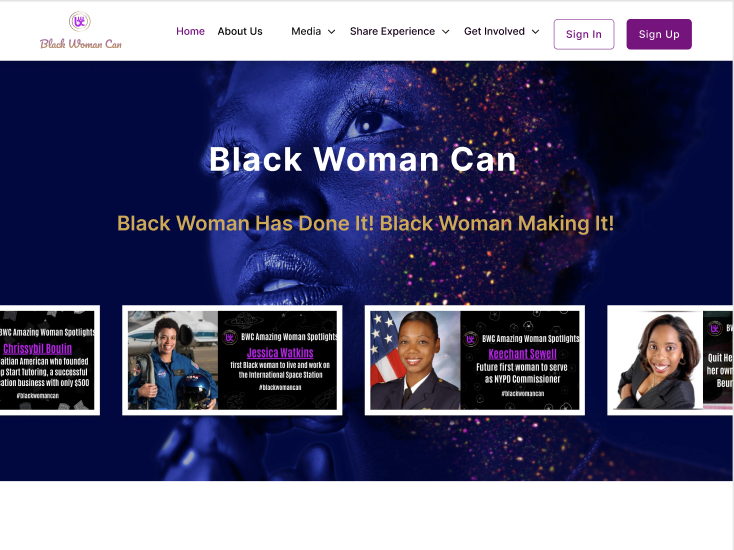 Black Woman Can
Home About Us Media Share Experience Get Involved Sign In Sign Up
Black Woman Can
Black Woman Has Done It! Black Woman Making It!
BWC Amazing Woman Spotlights
Chrissybil Boulin
aitian American who founded
p Start Tutoring, a successful
cation business with only $500
#blackwomancan
BWC Amazing Woman Spotlights
Jessica Watkins
first Black woman to live and work on
the International Space Station
#blackwomancan
BWC Amazing Woman Spotlights
Keechant Sewell
Future first woman to serve
as NYPD Commissioner
#blackwomancan
Quit He
her own
Beur